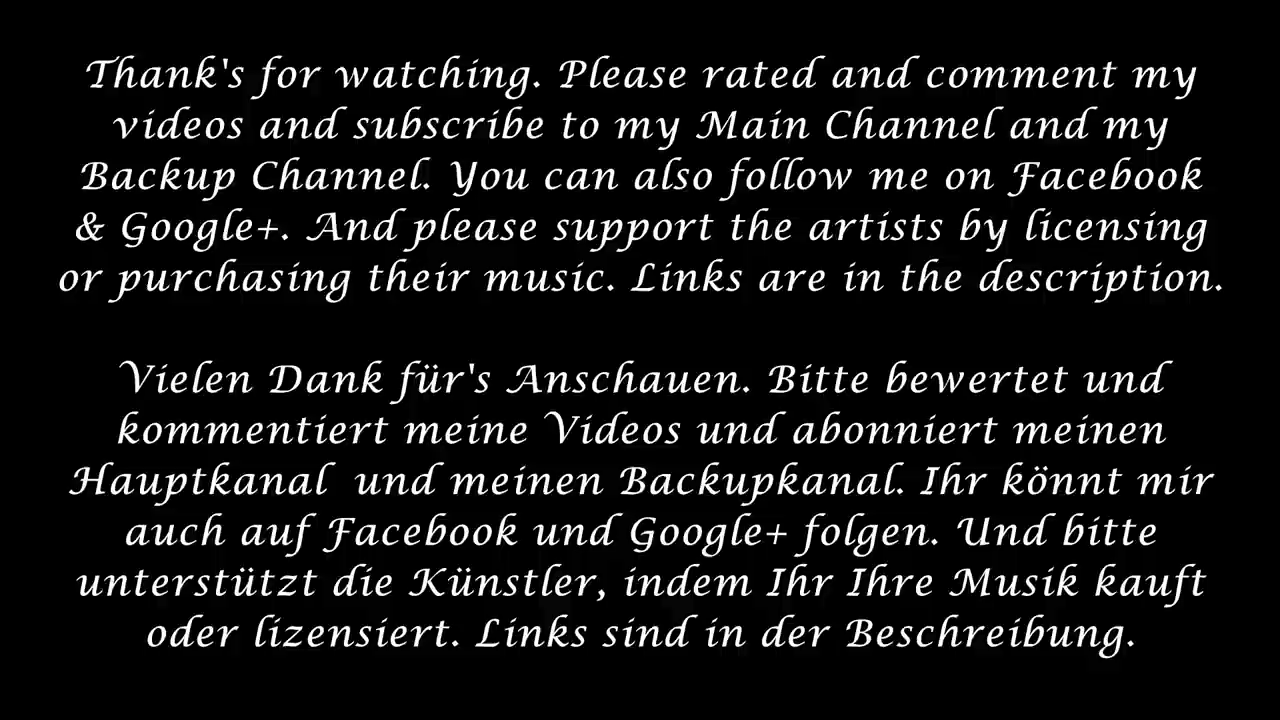 Thank's for watching. Please rated and comment my
videos and subscribe to my Main Channel and my
Backup Channel. You can also follow me on Facebook
& Google+. And please support the artists by licensing
or purchasing their music. Links are in the description.
Vielen Dank für's Anschauen. Bitte bewertet und
kommentiert meine Videos und abonniert meinen
Hauptkanal und meinen Backupkanal. Ihr könnt mir
auch auf Facebook und Google+ folgen. Und bitte
unterstützt die Künstler, indem Ihr Ihre Musik kauft
oder lizensiert. Links sind in der Beschreibung.